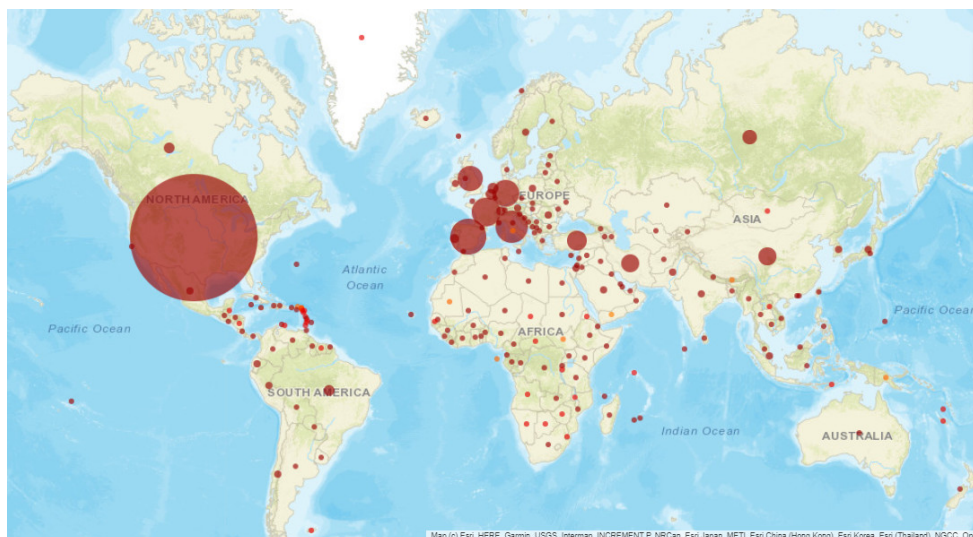 NORTH AMERICA
EUROPE
ASIA
Atlantic
Ocean
Pacific Ocean
Pacific Ocean
AFRICA
SOUTH AMERICA
Indian Ocean
AUSTRALIA
Map (c) Esri, HERE, Garmin, USGS, Intermap, INCREMENT P, NRCan, Esri Japan, METI, Esri China (Hong Kong), Esri Korea, Esri (Thailand), NGCC, Op